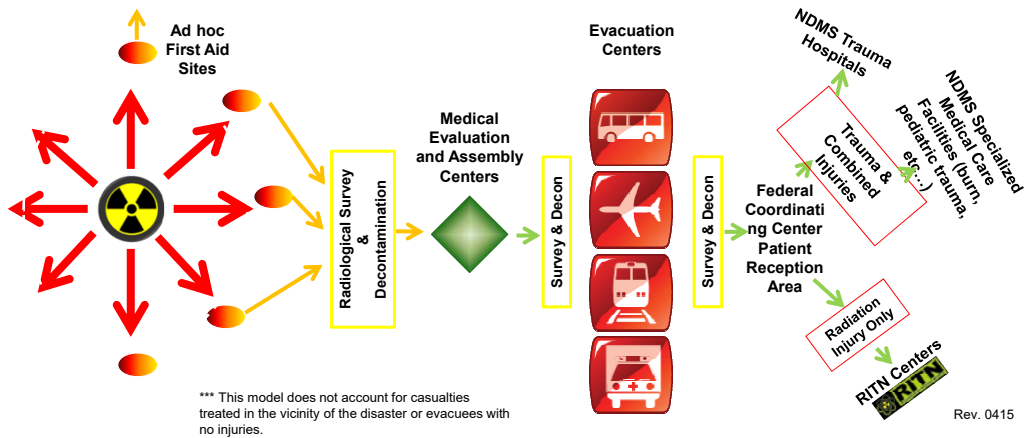 Ad hoc
First Aid
Sites
Radiological Survey
&
Decontamination
Medical
Evaluation
and Assembly
Centers
Survey & Decon
Evacuation
Centers
Survey & Decon
Federal
Coordinati
ng Center
Patient
Reception
Area
NDMS Trauma
Hospitals
Trauma &
Combined
Injuries
NDMS Specialized
Medical Care
Facilities (burn,
pediatric trauma,
etc…)
Radiation
Injury Only
RITN Centers
RITN
*** This model does not account for casualties
treated in the vicinity of the disaster or evacuees with
no injuries.
Rev. 0415